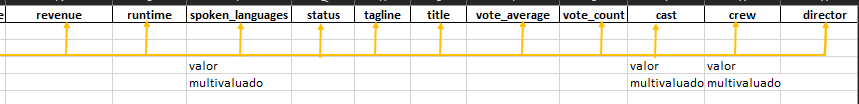 revenue runtime spoken_languages status tagline title vote_average vote_count cast crew director
valor valor valor
multivaluado multivaluado multivaluado